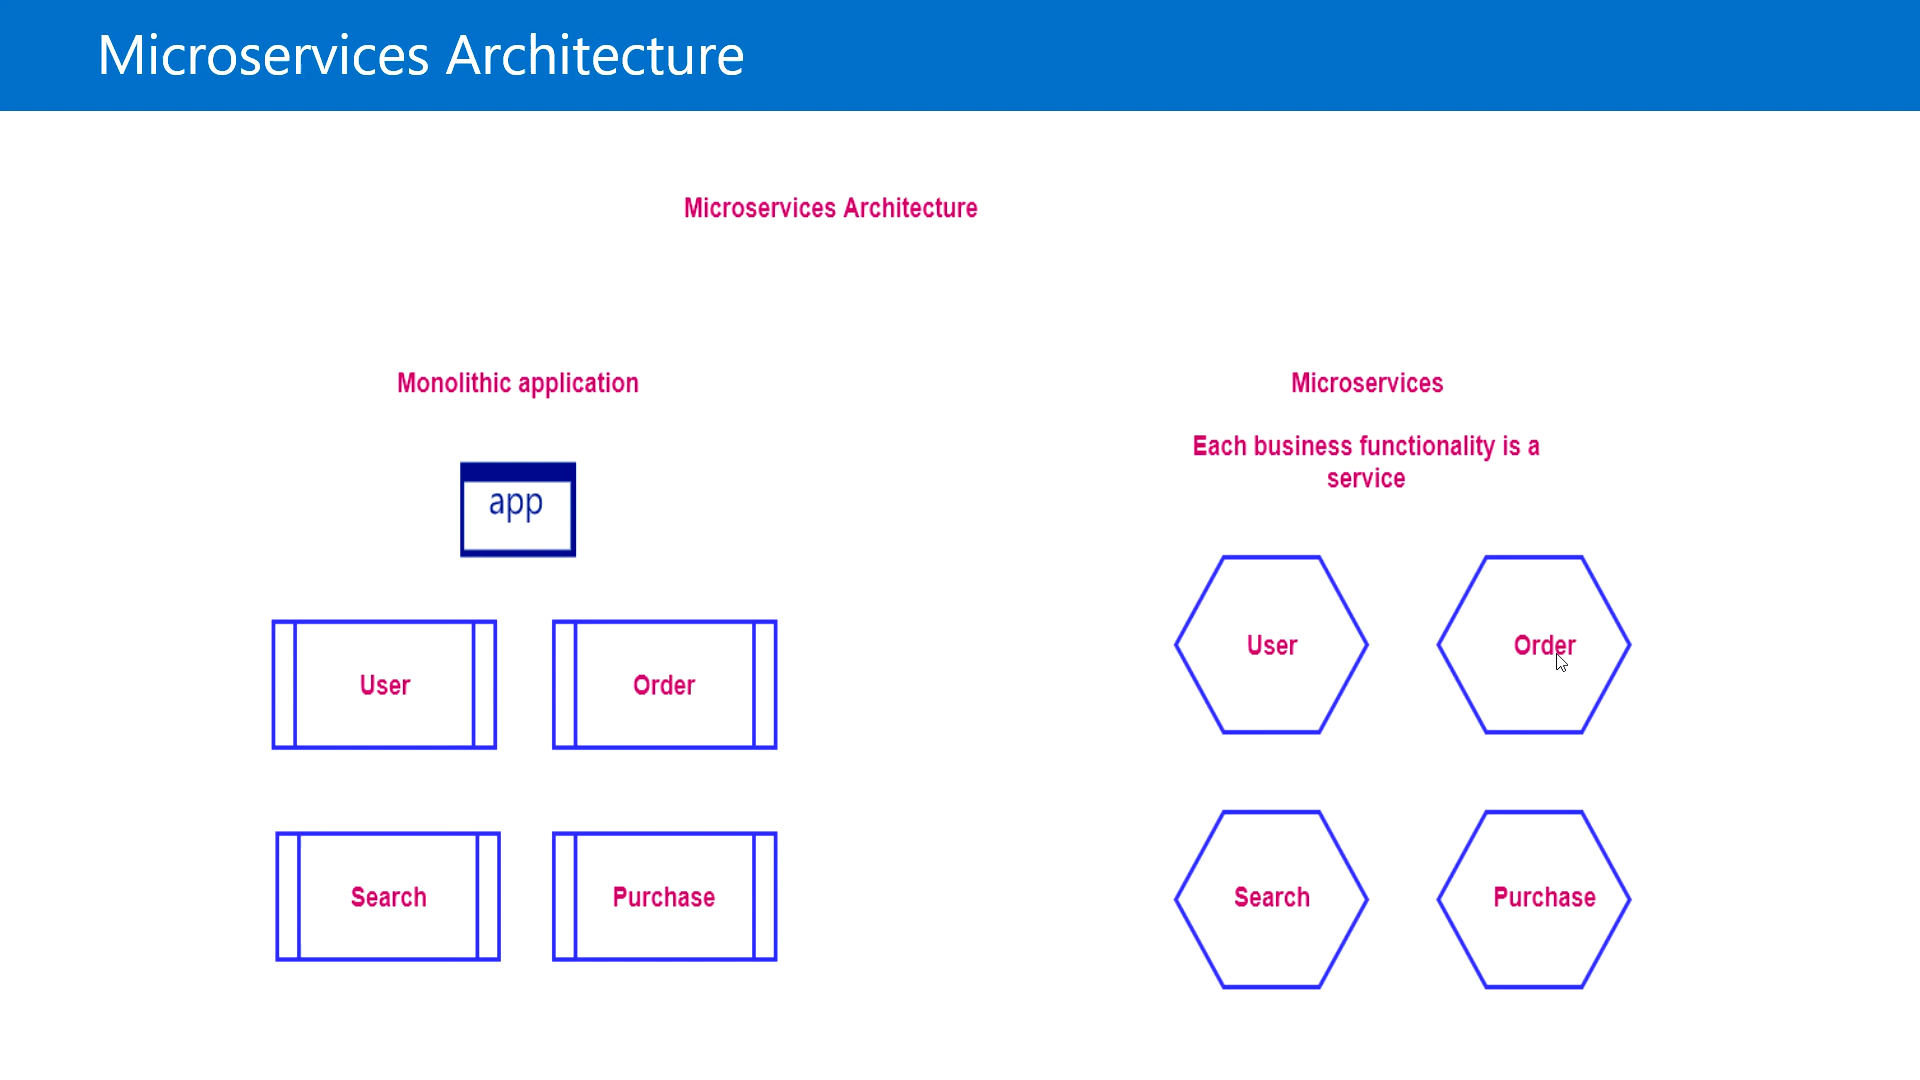 Microservices Architecture
Microservices Architecture
Monolithic application
app
User
Order
Search
Purchase
Microservices
Each business functionality is a
service
User
Order
Search
Purchase